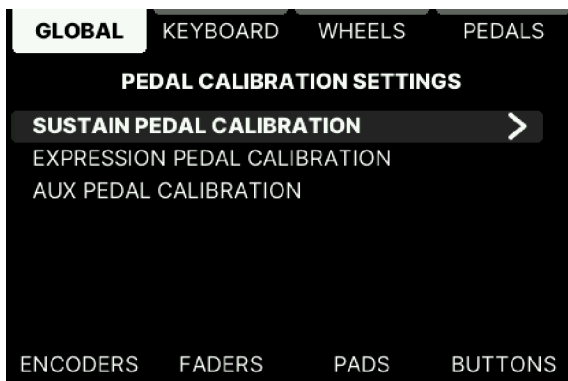 GLOBAL KEYBOARD WHEELS PEDALS
PEDAL CALIBRATION SETTINGS
SUSTAIN PEDAL CALIBRATION
EXPRESSION PEDAL CALIBRATION
AUX PEDAL CALIBRATION
ENCODERS FADERS PADS BUTTONS